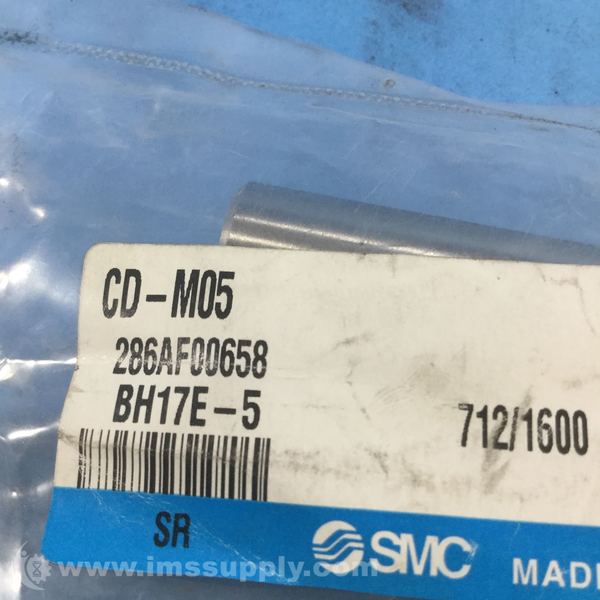 CD-M05
286AF00658
BH17E-5
712/1600
SR
SMC
MADE
www.imssupply.com